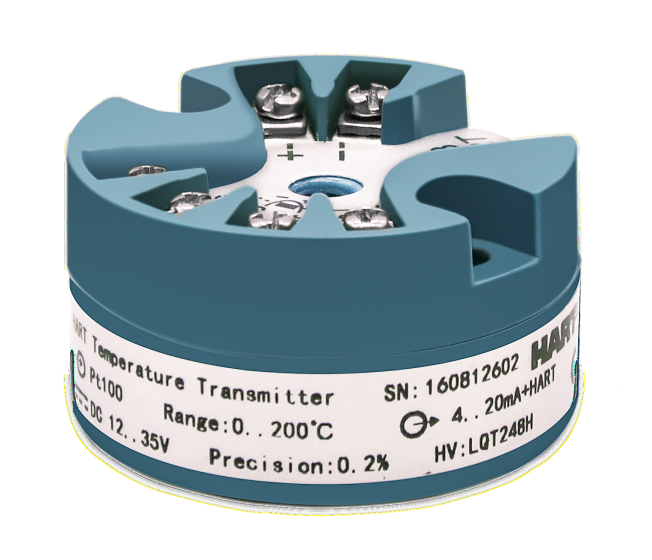 + -
HART Temperature Transmitter
Pt100
DC 12..35V
Range:0..200℃
Precision:0.2%
SN:160812602
HART
4..20mA+HART
HV:LQT248H